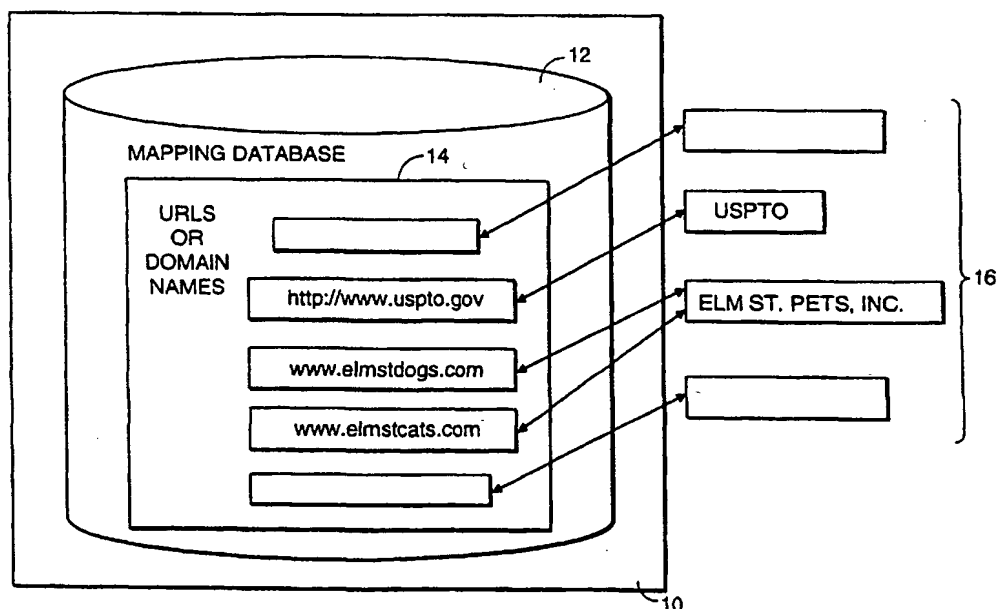 12
MAPPING DATABASE
14
URLS
OR
DOMAIN
NAMES
http://www.uspto.gov
www.elmstdogs.com
www.elmstcats.com
USPTO
ELM ST. PETS, INC.
16
10